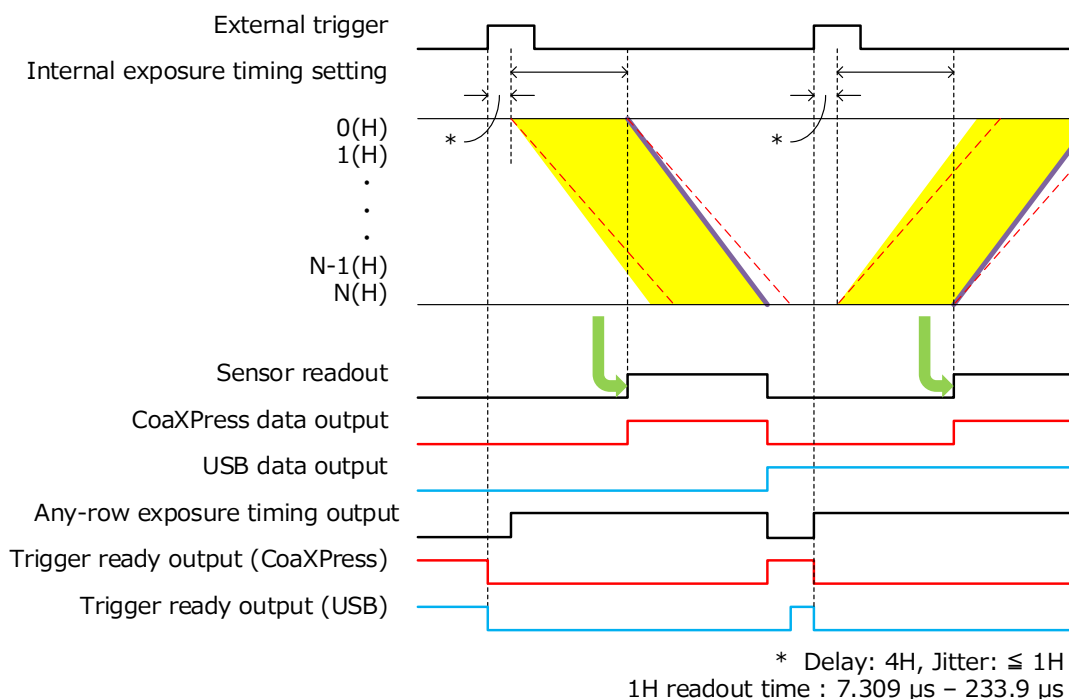 External trigger
Internal exposure timing setting
* *
0(H)
1(H)
·
·
·
N-1(H)
N(H)
Sensor readout
CoaXPress data output
USB data output
Any-row exposure timing output
Trigger ready output (CoaXPress)
Trigger ready output (USB)
* Delay: 4H, Jitter: ≦ 1H
1H readout time : 7.309 μs – 233.9 μs